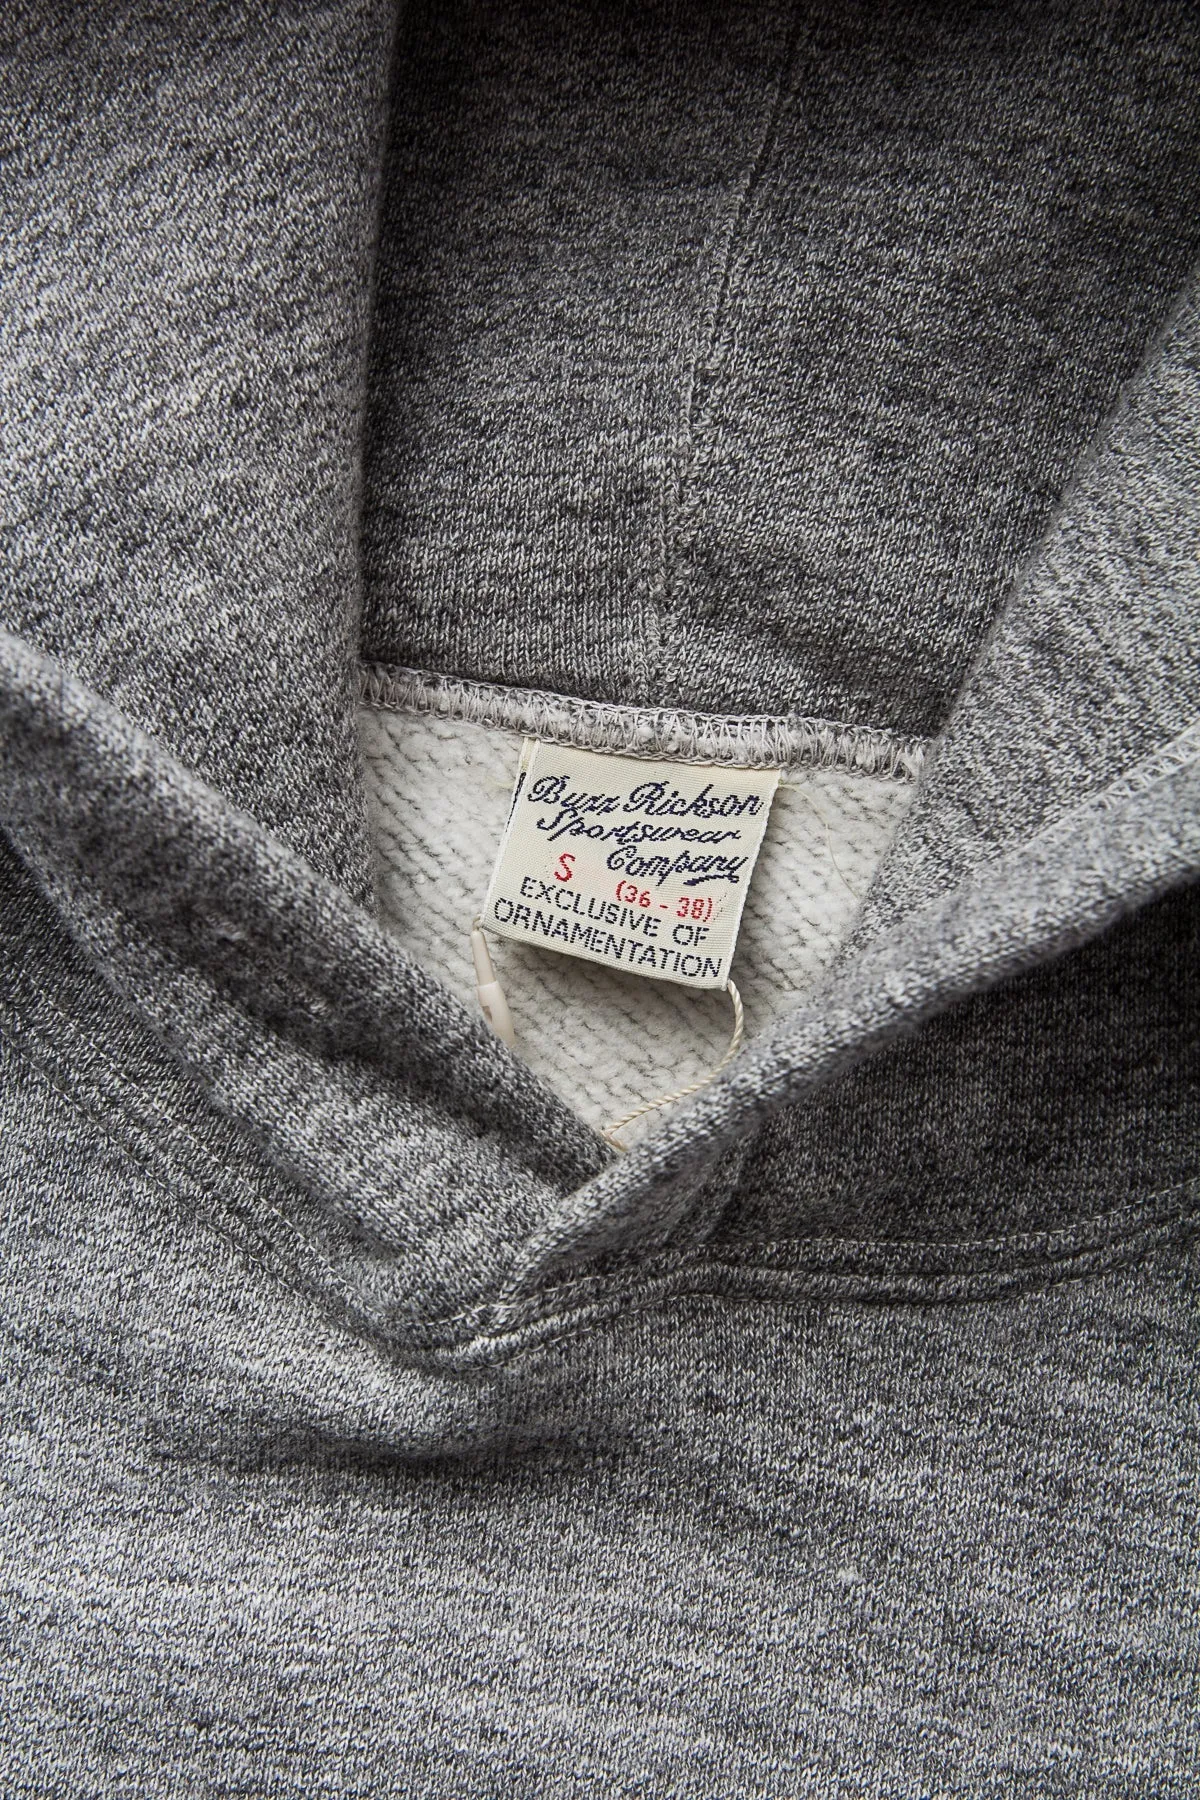 Buzz Rickson
Sportswear
Company
S (36 - 38)
EXCLUSIVE OF
ORNAMENTATION